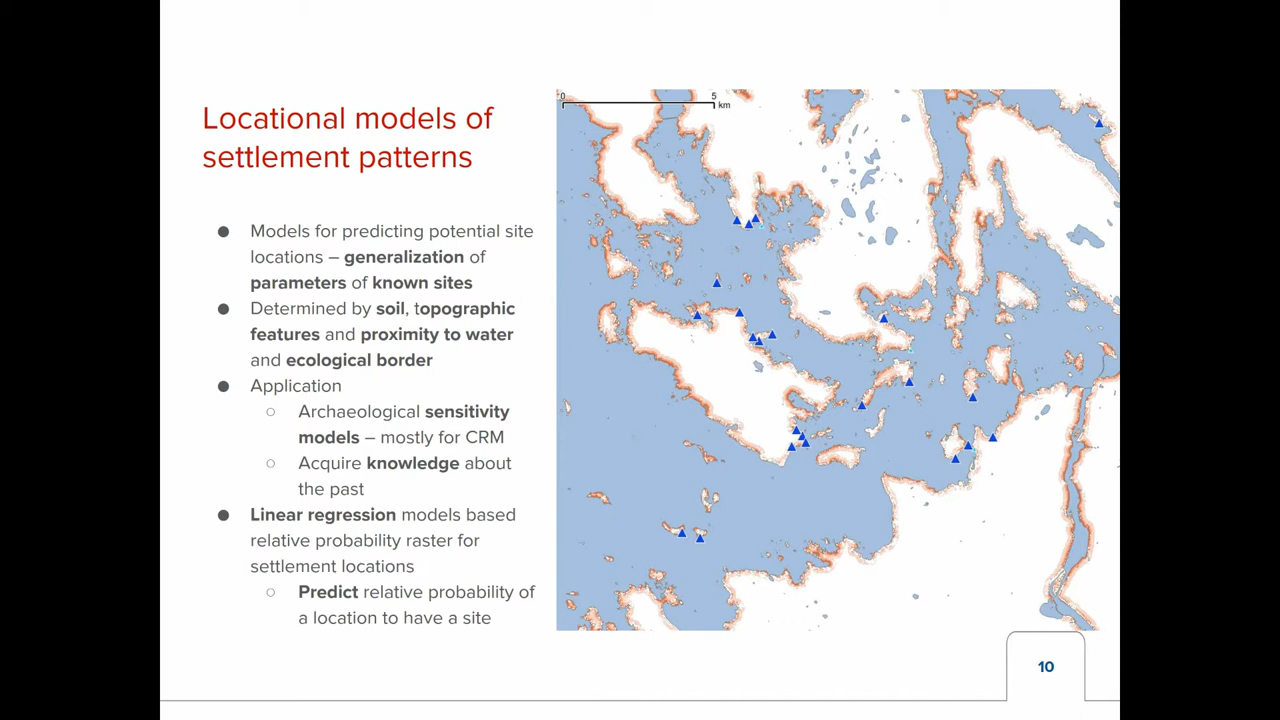 Locational models of
settlement patterns
● Models for predicting potential site
locations – generalization of
parameters of known sites
● Determined by soil, topographic
features and proximity to water
and ecological border
● Application
○ Archaeological sensitivity
models – mostly for CRM
○ Acquire knowledge about
the past
● Linear regression models based
relative probability raster for
settlement locations
○ Predict relative probability of
a location to have a site
0 5
km
10